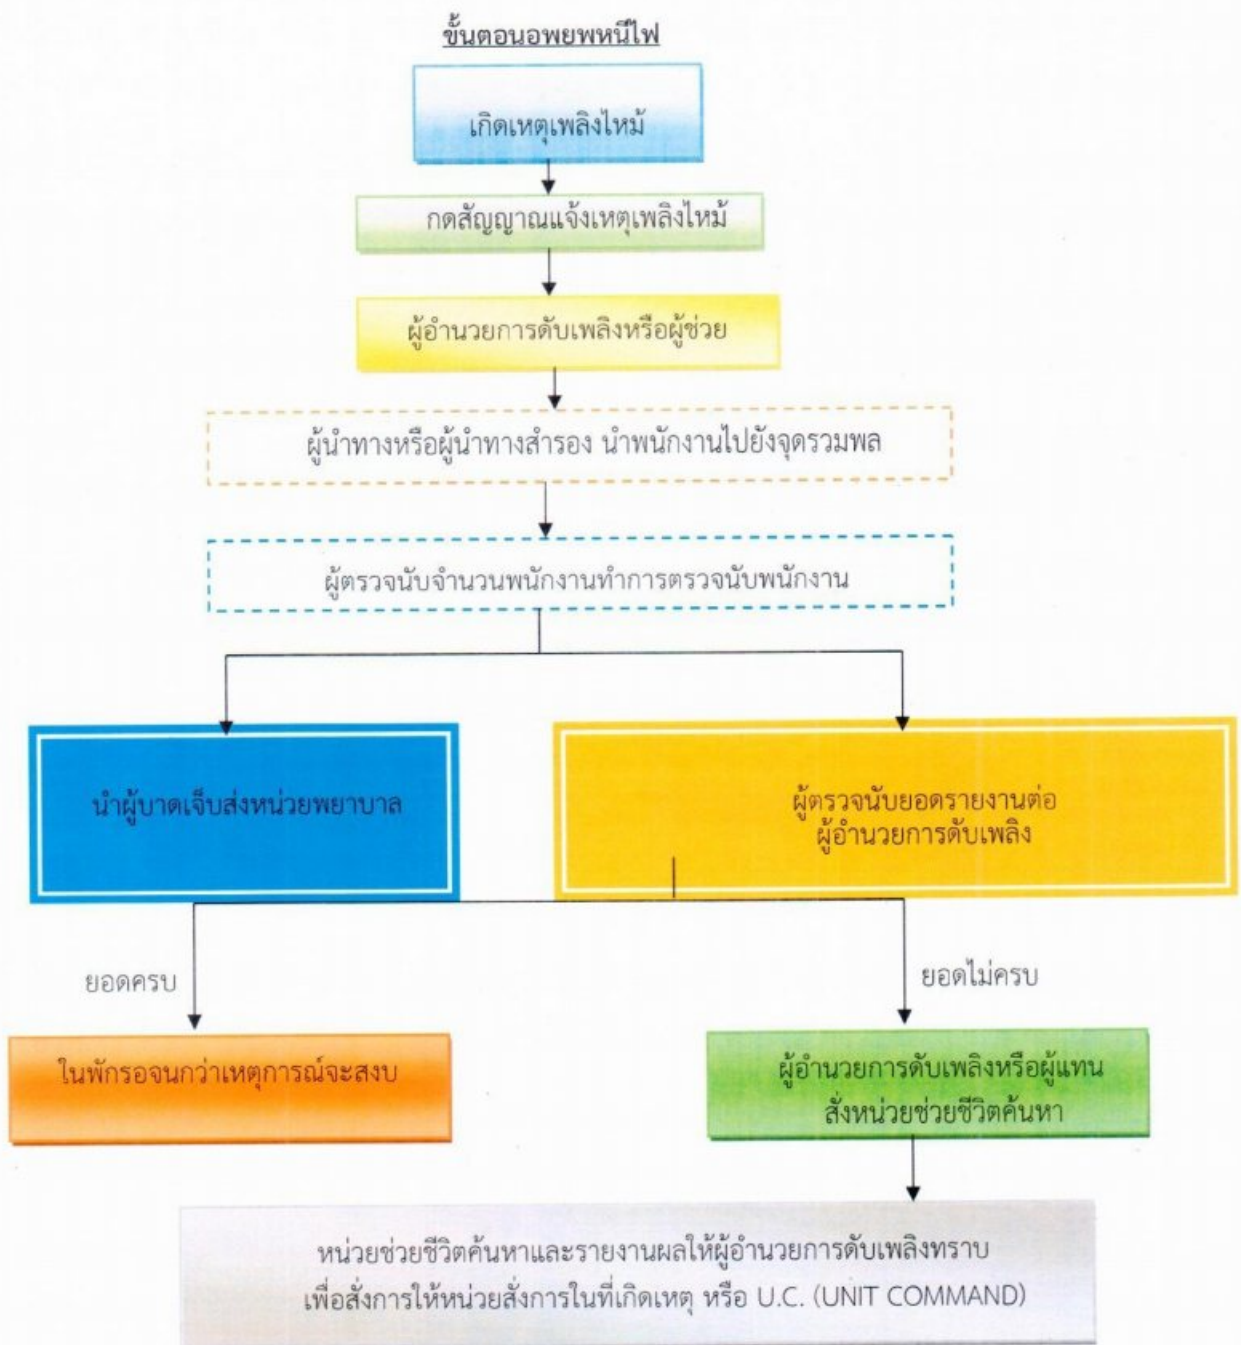 ขั้นตอนอพยพหนีไฟ
เกิดเหตุเพลิงไหม้
กดสัญญาณแจ้งเหตุเพลิงไหม้
ผู้อำนวยการดับเพลิงหรือผู้ช่วย
ผู้นำทางหรือผู้นำทางสำรอง นำพนักงานไปยังจุดรวมพล
ผู้ตรวจนับจำนวนพนักงานทำการตรวจนับพนักงาน
นำผู้บาดเจ็บส่งหน่วยพยาบาล
ผู้ตรวจนับยอดรายงานต่อ
ผู้อำนวยการดับเพลิง
ยอดครบ
ยอดไม่ครบ
ในพักรอจนกว่าเหตุการณ์จะสงบ
ผู้อำนวยการดับเพลิงหรือผู้แทน
สั่งหน่วยช่วยชีวิตค้นหา
หน่วยช่วยชีวิตค้นหาและรายงานผลให้ผู้อำนวยการดับเพลิงทราบ
เพื่อสั่งการให้หน่วยสั่งการในที่เกิดเหตุ หรือ U.C. (UNIT COMMAND)